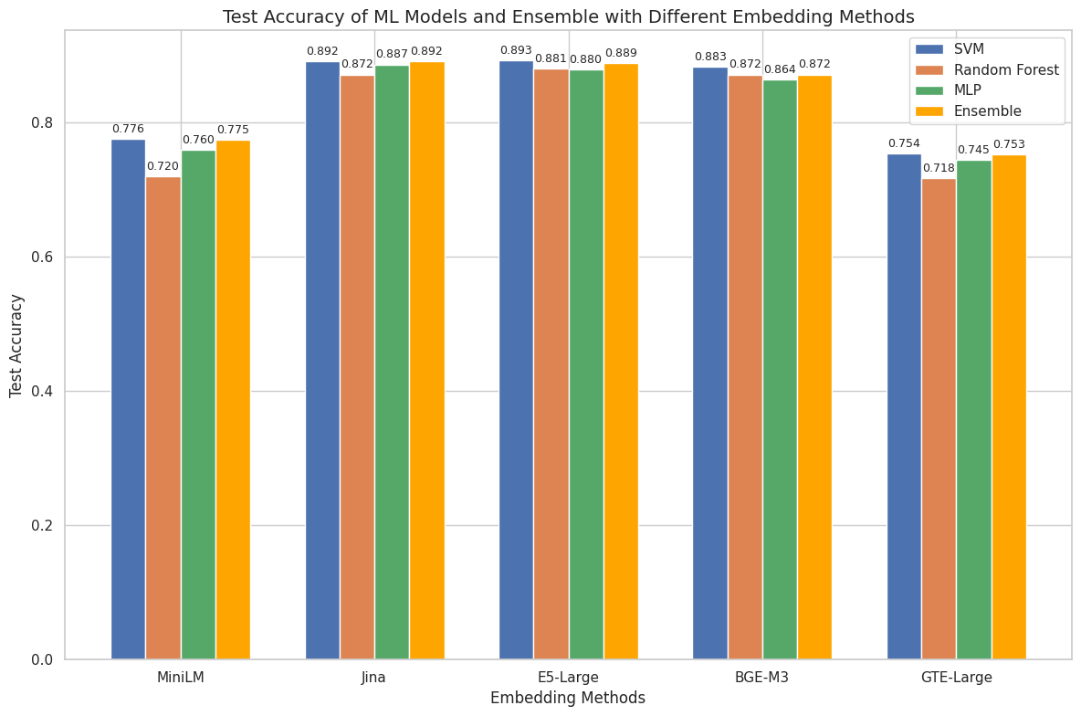 Test Accuracy of ML Models and Ensemble with Different Embedding Methods
SVM
Random Forest
MLP
Ensemble
Test Accuracy
0.8
0.6
0.4
0.2
0.0
0.776
0.720
0.760
0.775
0.892
0.872
0.887
0.892
0.893
0.881
0.880
0.889
0.883
0.872
0.864
0.872
0.754
0.718
0.745
0.753
MiniLM
Jina
E5-Large
BGE-M3
GTE-Large
Embedding Methods